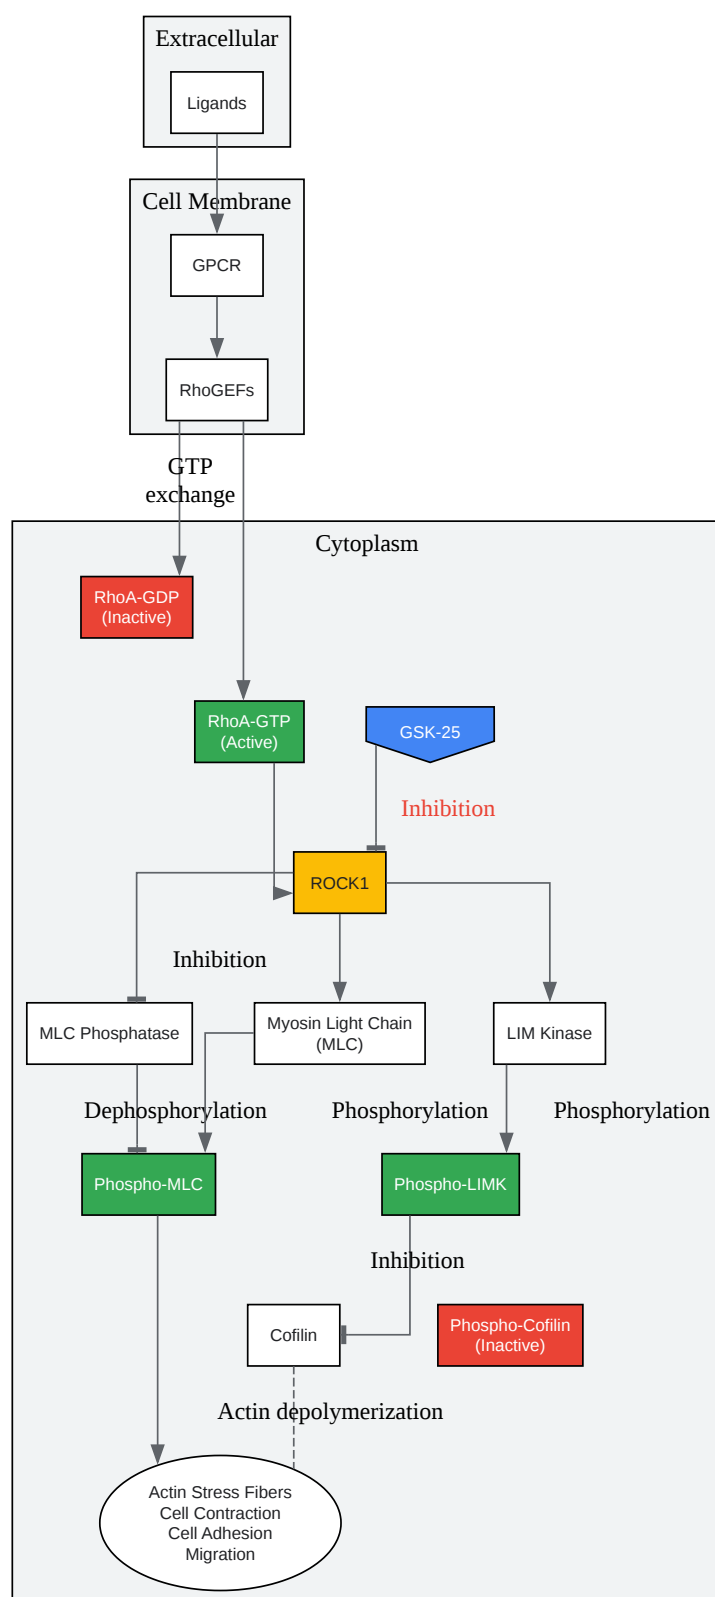 Extracellular
Ligands
Cell Membrane
GPCR
RhoGEFs
GTP
exchange
Cytoplasm
RhoA-GDP
(Inactive)
RhoA-GTP
(Active)
GSK-25
Inhibition
ROCK1
Inhibition
MLC Phosphatase
Myosin Light Chain
(MLC)
LIM Kinase
Dephosphorylation
Phosphorylation
Phosphorylation
Phospho-MLC
Phospho-LIMK
Inhibition
Cofilin
Phospho-Cofilin
(Inactive)
Actin depolymerization
Actin Stress Fibers
Cell Contraction
Cell Adhesion
Migration